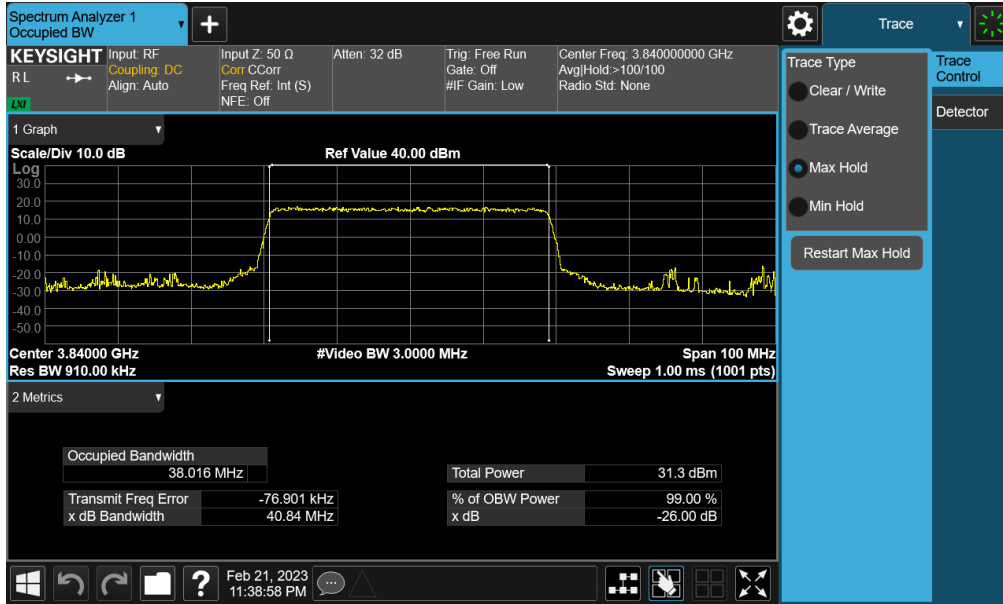 Spectrum Analyzer 1
Occupied BW
Trace
KEYSIGHT
R L
LXI
Input: RF
Coupling: DC
Align: Auto
Input Z: 50 Ω
Corr CCorr
Freq Ref: Int (S)
NFE: Off
Atten: 32 dB
Trig: Free Run
Gate: Off
#IF Gain: Low
Center Freq: 3.840000000 GHz
Avg|Hold:>100/100
Radio Std: None
1 Graph
Scale/Div 10.0 dB
Ref Value 40.00 dBm
Log
30.0
20.0
10.0
0.00
-10.0
-20.0
-30.0
-40.0
-50.0
Center 3.84000 GHz
#Video BW 3.0000 MHz
Span 100 MHz
Res BW 910.00 kHz
Sweep 1.00 ms (1001 pts)
2 Metrics
Occupied Bandwidth
38.016 MHz
Transmit Freq Error -76.901 kHz
x dB Bandwidth 40.84 MHz
Total Power 31.3 dBm
% of OBW Power 99.00 %
x dB -26.00 dB
Trace Type
Clear / Write
Trace Average
Max Hold
Min Hold
Restart Max Hold
Trace
Control
Detector
?
Feb 21, 2023
11:38:58 PM